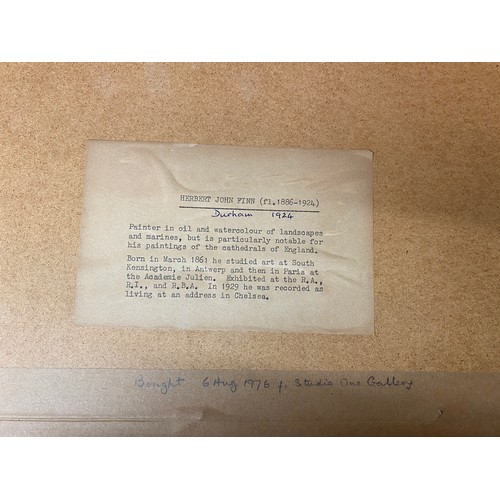 HERBERT JOHN FINN (fl.1886-1924)
Durham 1924
Painter in oil and watercolour of landscapes
and marines, but is particularly notable for
his paintings of the cathedrals of England.
Born in March 1861 he studied art at South
Kensington, in Antwerp and then in Paris at
the Academie Julien. Exhibited at the R.A.,
R.I., and R.B.A. In 1929 he was recorded as
living at an address in Chelsea.
Bought 6 Aug 1976 f. Studio One Gallery